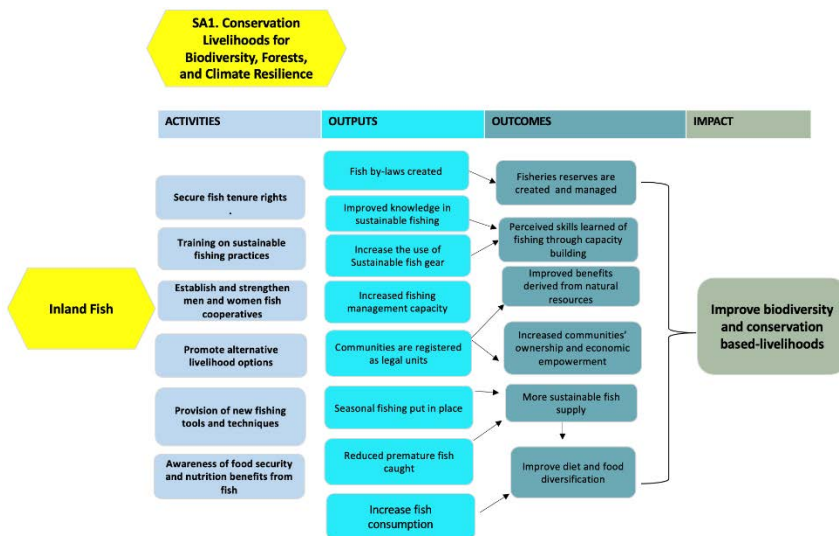 SA1. Conservation
Livelihoods for
Biodiversity, Forests,
and Climate Resilience
ACTIVITIES
OUTPUTS
OUTCOMES
IMPACT
Inland Fish
Secure fish tenure rights
.
Training on sustainable
fishing practices
Establish and strengthen
men and women fish
cooperatives
Promote alternative
livelihood options
Provision of new fishing
tools and techniques
Awareness of food security
and nutrition benefits from
fish
Fish by-laws created
Improved knowledge in
sustainable fishing
Increase the use of
Sustainable fish gear
Increased fishing
management capacity
Communities are registered
as legal units
Seasonal fishing put in place
Reduced premature fish
caught
Increase fish
consumption
Fisheries reserves are
created and managed
Perceived skills learned of
fishing through capacity
building
Improved benefits
derived from natural
resources
Increased communities’
ownership and economic
empowerment
More sustainable fish
supply
Improve diet and food
diversification
Improve biodiversity
and conservation
based-livelihoods